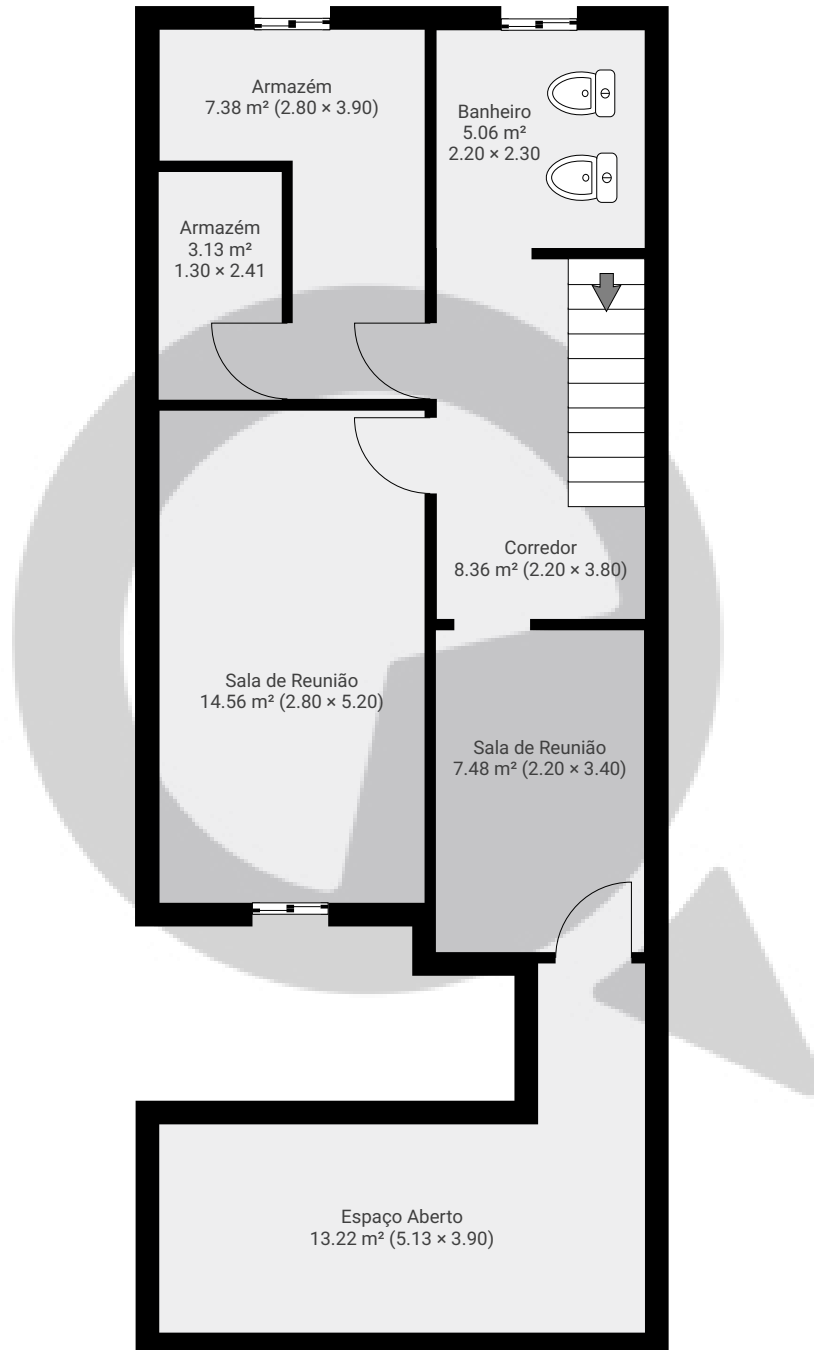 Armazém
7.38 m² (2.80 × 3.90)
Banheiro
5.06 m²
2.20 × 2.30
Armazém
3.13 m²
1.30 × 2.41
Corredor
8.36 m² (2.20 × 3.80)
Sala de Reunião
14.56 m² (2.80 × 5.20)
Sala de Reunião
7.48 m² (2.20 × 3.40)
Espaço Aberto
13.22 m² (5.13 × 3.90)